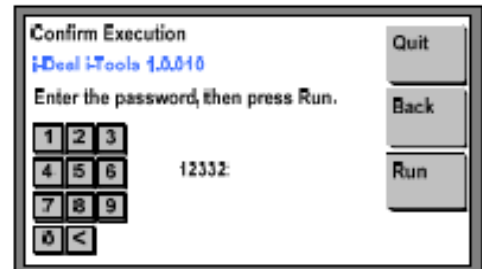 Confirm Execution
i-Deal i-Tools 1.0.010
Enter the password, then press Run.
1 2 3
4 5 6
7 8 9
0 <
12332
Quit
Back
Run